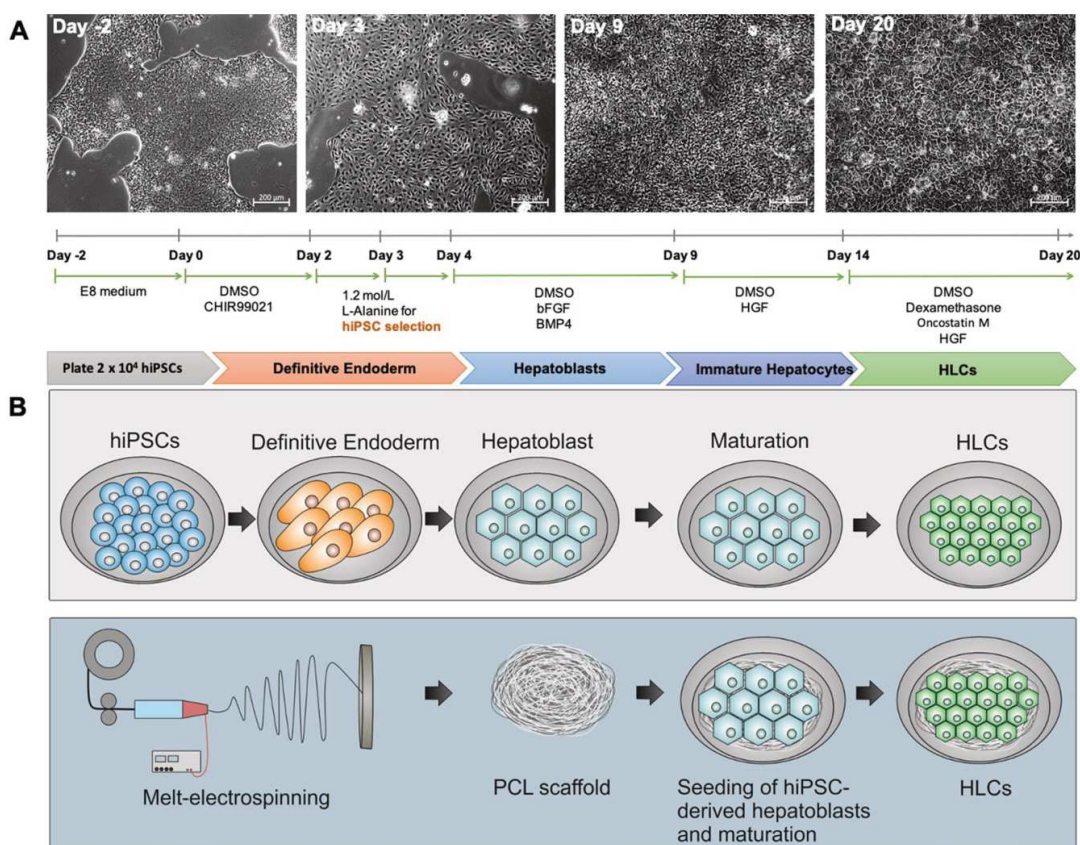 A
Day -2
Day 3
Day 9
Day 20
200 µm
200 µm
200 µm
200 µm
Day -2
Day 0
Day 2
Day 3
Day 4
Day 9
Day 14
Day 20
E8 medium
DMSO
CHIR99021
1.2 mol/L
L-Alanine for
hiPSC selection
DMSO
bFGF
BMP4
DMSO
HGF
DMSO
Dexamethasone
Oncostatin M
HGF
Plate 2 x 10⁴ hiPSCs
Definitive Endoderm
Hepatoblasts
Immature Hepatocytes
HLCs
B
hiPSCs
Definitive Endoderm
Hepatoblast
Maturation
HLCs
Melt-electrospinning
PCL scaffold
Seeding of hiPSC-
derived hepatoblasts
and maturation
HLCs